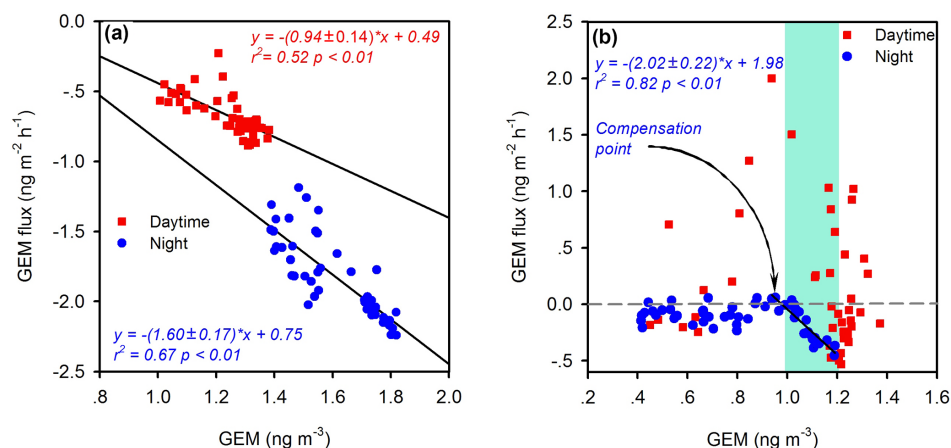 (a)
y = -(0.94±0.14)*x + 0.49
r² = 0.52 p < 0.01
Daytime
Night
y = -(1.60±0.17)*x + 0.75
r² = 0.67 p < 0.01
GEM flux (ng m⁻² h⁻¹)
0.0
-.5
-1.0
-1.5
-2.0
-2.5
.8 1.0 1.2 1.4 1.6 1.8 2.0
GEM (ng m⁻³)
(b)
Daytime
Night
y = -(2.02±0.22)*x + 1.98
r² = 0.82 p < 0.01
Compensation
point
GEM flux (ng m⁻² h⁻¹)
2.5
2.0
1.5
1.0
.5
0.0
-.5
.2 .4 .6 .8 1.0 1.2 1.4 1.6
GEM (ng m⁻³)